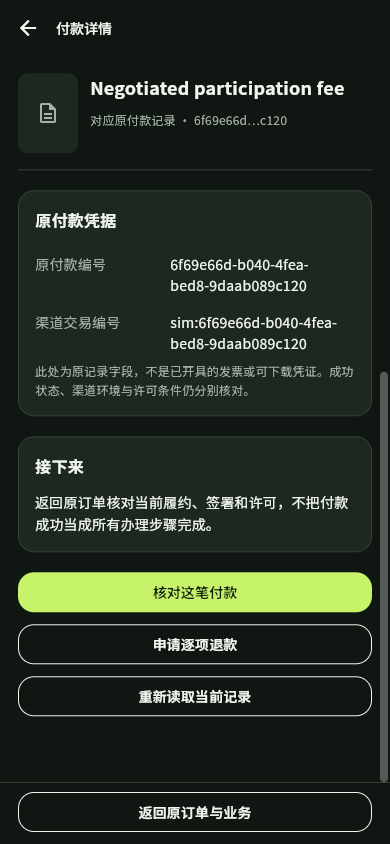 付款详情
Negotiated participation fee
对应原付款记录 · 6f69e66d…c120
原付款凭据
原付款编号
6f69e66d-b040-4fea-
bed8-9daab089c120
渠道交易编号
sim:6f69e66d-b040-4fea-
bed8-9daab089c120
此处为原记录字段，不是已开具的发票或可下载凭证。成功
状态、渠道环境与许可条件仍分别核对。
接下来
返回原订单核对当前履约、签署和许可，不把付款
成功当成所有办理步骤完成。
核对这笔付款
申请逐项退款
重新读取当前记录
返回原订单与业务